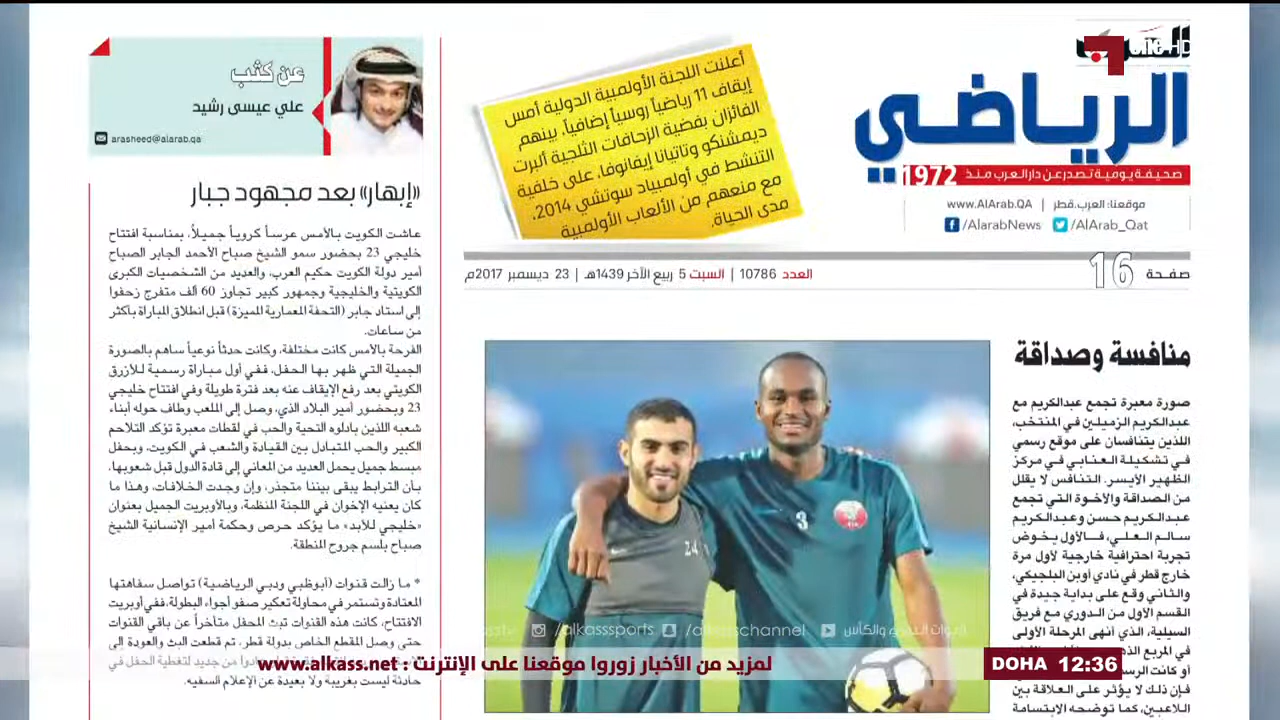 الرياضي
صحيفة يومية تصدر عن دار العرب منذ 1972
موقعنا: العرب.قطر | www.AlArab.QA
/AlarabNews /AlArab_Qat
صفحة 16
العدد 10786 | السبت 5 ربيع الآخر 1439هـ | 23 ديسمبر 2017م
أعلنت اللجنة الأولمبية الدولية أمس
إيقاف 11 رياضياً روسياً إضافياً، بينهم
الفائزان بفضية الزحافات الثلجية ألبرت
ديمشنكو وتاتيانا إيفانوفا، على خلفية
التنشط في أولمبياد سوتشي 2014،
مع منعهم من الألعاب الأولمبية
مدى الحياة.
منافسة وصداقة
صورة معبرة تجمع عبدالكريم مع
عبدالكريم الزميلين في المنتخب،
اللذين يتنافسان على موقع رسمي
في تشكيلة العنابي في مركز
الظهير الأيسر. التنافس لا يقلل
من الصداقة والأخوة التي تجمع
عبدالكريم حسن وعبدالكريم
سالم العلي، فالأول يخوض
تجربة احترافية خارجية لأول مرة
خارج قطر في نادي أوبن البلجيكي،
والثاني وقع على بداية جيدة في
القسم الأول من الدوري مع فريق
السيلية، الذي أنهى المرحلة الأولى
في المربع
أو كانت
فإن ذلك لا يؤثر على العلاقة بين
اللاعبين، كما توضحه الابتسامة
3
24
عن كثب
علي عيسى رشيد
arasheed@alarab.qa
«إبهار» بعد مجهود جبار
عاشت الكويت بالأمس عرساً كروياً جميلاً، بمناسبة افتتاح
خليجي 23 بحضور سمو الشيخ صباح الأحمد الجابر الصباح
أمير دولة الكويت حكيم العرب، والعديد من الشخصيات الكبرى
الكويتية والخليجية وجمهور كبير تجاوز 60 ألف متفرج زحفوا
إلى استاد جابر (التحفة المعمارية المميزة) قبل انطلاق المباراة بأكثر
من ساعات.
الفرحة بالأمس كانت مختلفة، وكانت حدثاً نوعياً ساهم بالصورة
الجميلة التي ظهر بها الحفل، ففي أول مباراة رسمية للأزرق
الكويتي بعد رفع الإيقاف عنه بعد فترة طويلة وفي افتتاح خليجي
23 وبحضور أمير البلاد الذي، وصل إلى الملعب وطاف حوله أبناء
شعبه اللذين بادلوه التحية والحب في لقطات معبرة تؤكد التلاحم
الكبير والحب المتبادل بين القيادة والشعب في الكويت، وبحفل
مبسط جميل يحمل العديد من المعاني إلى قادة الدول قبل شعوبها،
بأن الترابط يبقى بيننا متجذر، وإن وجدت الخلافات، وهذا ما
كان يعنيه الإخوان في اللجنة المنظمة، وبالأوبريت الجميل بعنوان
«خليجي للأبد» ما يؤكد حرص وحكمة أمير الإنسانية الشيخ
صباح بلسم جروح المنطقة.
* ما زالت قنوات (أبوظبي ودبي الرياضية) تواصل سفاهتها
المعتادة وتستمر في محاولة تعكير صفو أجواء البطولة، ففي أوبريت
الافتتاح، كانت هذه القنوات تبث المحفل متأخراً عن باقي القنوات
حتى وصل المقطع الخاص بدولة قطر، تم قطعت البث والعودة إلى
من جديد لتغطية الحفل في
حادثة ليست بغريبة ولا بعيدة عن الإعلام السفيه.
/alkasssports /alkasschannel
لمزيد من الأخبار زوروا موقعنا على الإنترنت : www.alkass.net
DOHA 12:36